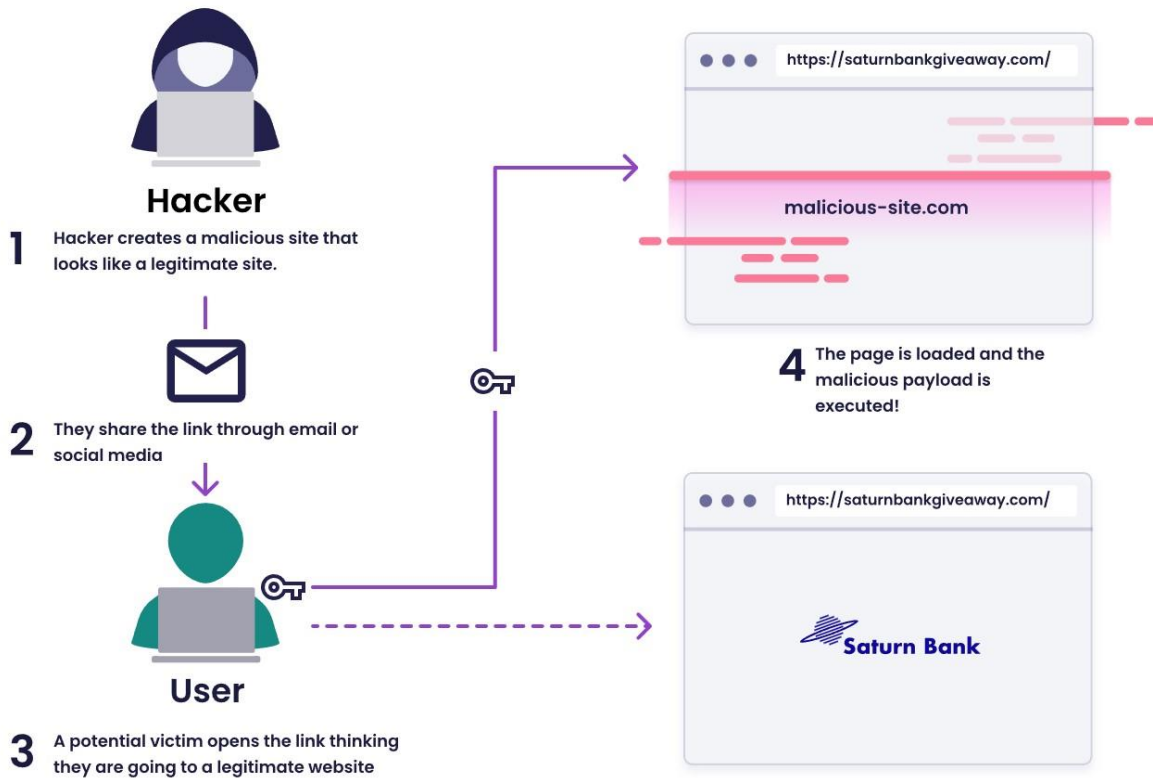 Hacker
1
Hacker creates a malicious site that
looks like a legitimate site.
2
They share the link through email or
social media
User
3
A potential victim opens the link thinking
they are going to a legitimate website
https://saturnbankgiveaway.com/
malicious-site.com
4
The page is loaded and the
malicious payload is
executed!
https://saturnbankgiveaway.com/
Saturn Bank